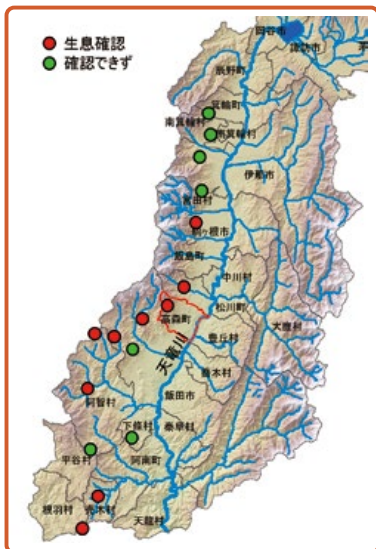 生息確認
確認できず
岡谷市
諏訪市
辰野町
箕輪町
南箕輪村
南箕輪村
伊那市
宮田村
駒ヶ根市
飯島町
中川村
松川町
高森町
大鹿村
豊丘村
天竜川
喬木村
飯田市
阿智村
下條村
泰阜村
平谷村
阿南町
根羽村
売木村
天龍村